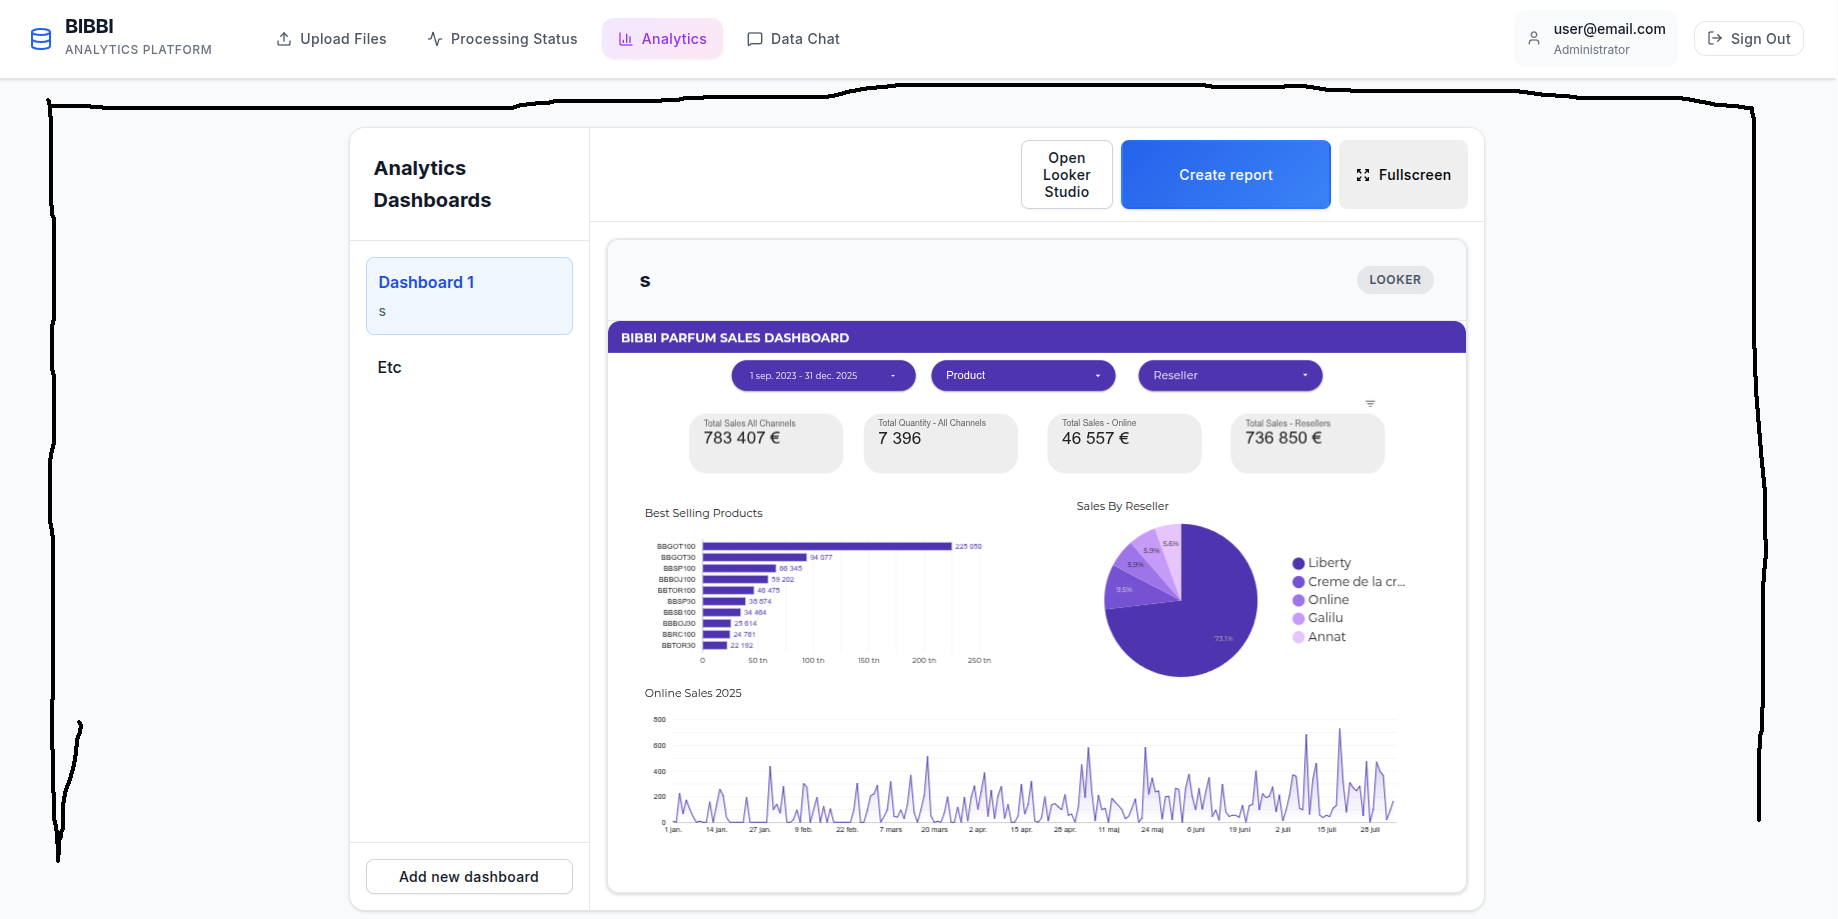 BIBBI
ANALYTICS PLATFORM
Upload Files
Processing Status
Analytics
Data Chat
user@email.com
Administrator
Sign Out
Analytics
Dashboards
Open
Looker
Studio
Create report
Fullscreen
Dashboard 1
s
Etc
Add new dashboard
s
LOOKER
BIBBI PARFUM SALES DASHBOARD
1 sep. 2023 - 31 dec. 2025
Product
Reseller
Total Sales All Channels
783 407 €
Total Quantity - All Channels
7 396
Total Sales - Online
46 557 €
Total Sales - Resellers
736 850 €
Best Selling Products
BBGOT100 225 050
BBGOT30 94 077
BBSP100 66 345
BBBOJ100 59 202
BBTOR100 46 475
BBSP30 38 674
BBSB100 34 464
BBBOJ30 25 614
BBRC100 24 761
BBTOR30 22 192
0 50 tn 100 tn 150 tn 200 tn 250 tn
Sales By Reseller
5.6%
5.9%
5.9%
9.5%
73.1%
Liberty
Creme de la cr...
Online
Galilu
Annat
Online Sales 2025
800
600
400
200
0
1 jan. 14 jan. 27 jan. 9 feb. 22 feb. 7 mars 20 mars 2 apr. 15 apr. 28 apr. 11 maj 24 maj 6 juni 19 juni 2 juli 15 juli 28 juli